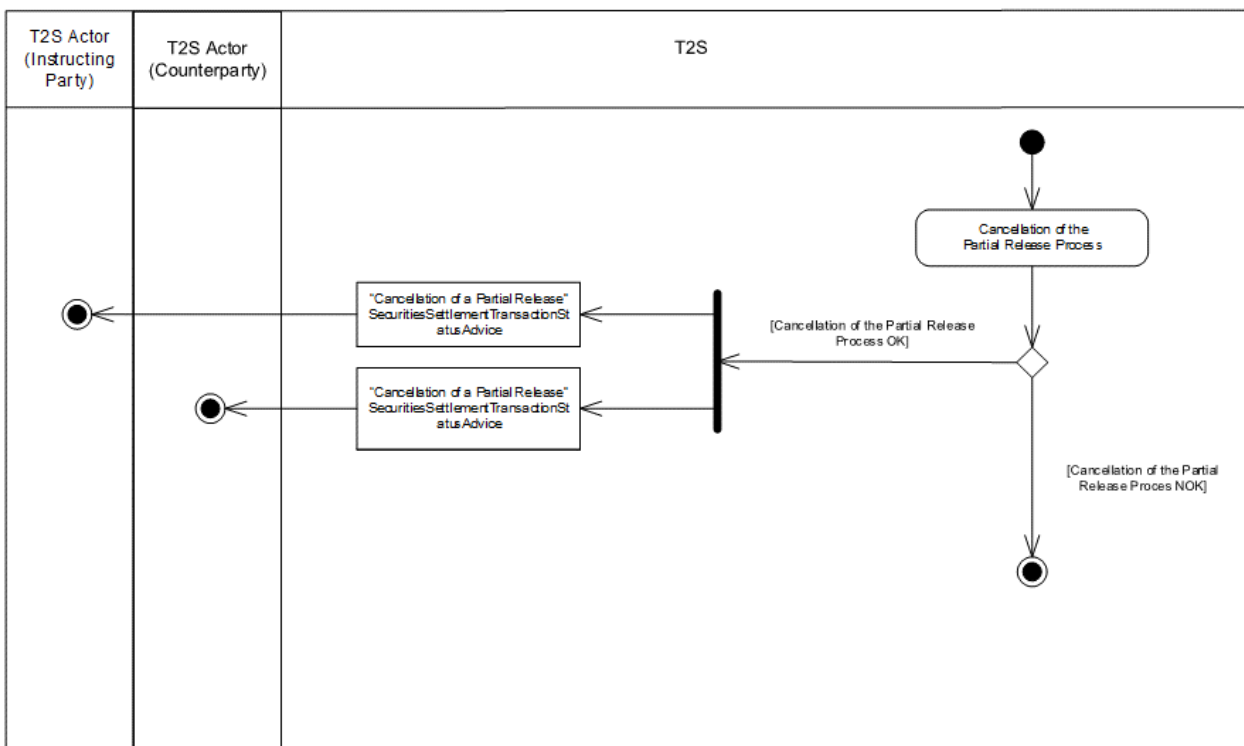 T2S Actor
(Instructing
Party)
T2S Actor
(Counterparty)
T2S
Cancellation of the
Partial Release Process
"Cancellation of a Partial Release"
SecuritiesSettlementTransactionSt
atusAdvice
[Cancellation of the Partial Release
Process OK]
"Cancellation of a Partial Release"
SecuritiesSettlementTransactionSt
atusAdvice
[Cancellation of the Partial
Release Proces NOK]